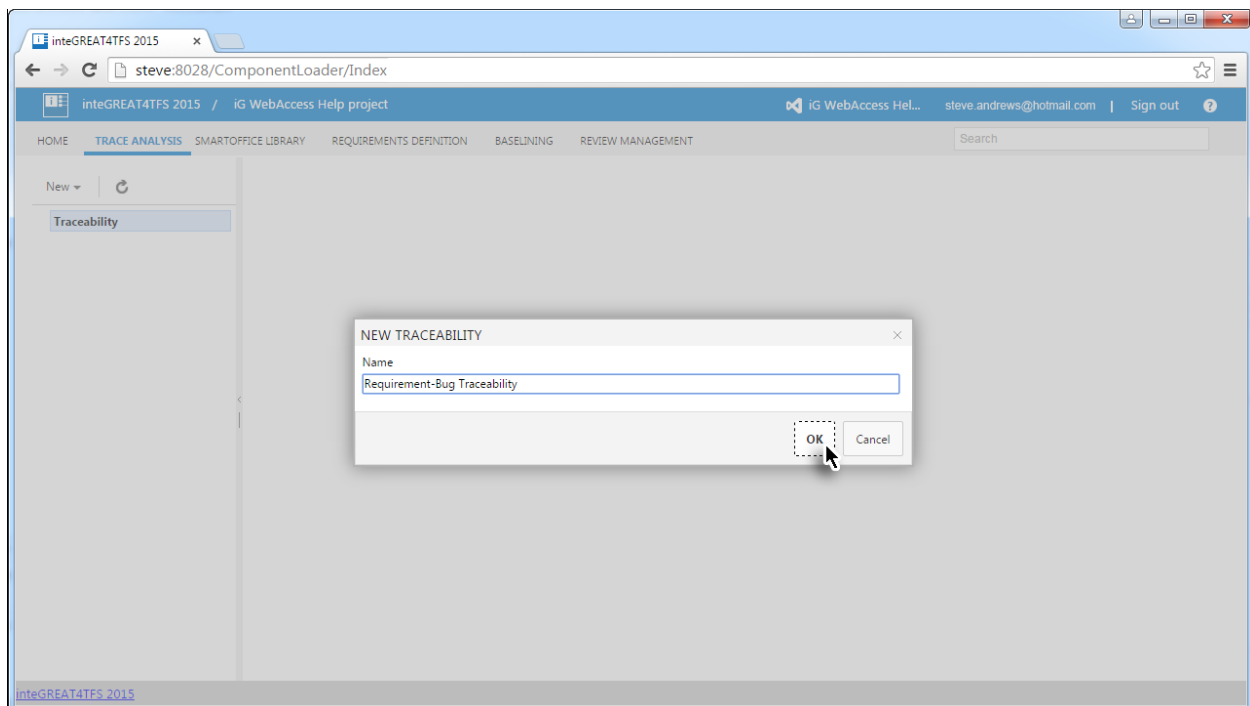 inteGREAT4TFS 2015
steve:8028/ComponentLoader/Index
inteGREAT4TFS 2015 / iG WebAccess Help project iG WebAccess Hel... steve.andrews@hotmail.com | Sign out ?
HOME TRACE ANALYSIS SMARTOFFICE LIBRARY REQUIREMENTS DEFINITION BASELINING REVIEW MANAGEMENT Search
New
Traceability
NEW TRACEABILITY
Name
Requirement-Bug Traceability
OK Cancel
inteGREAT4TFS 2015